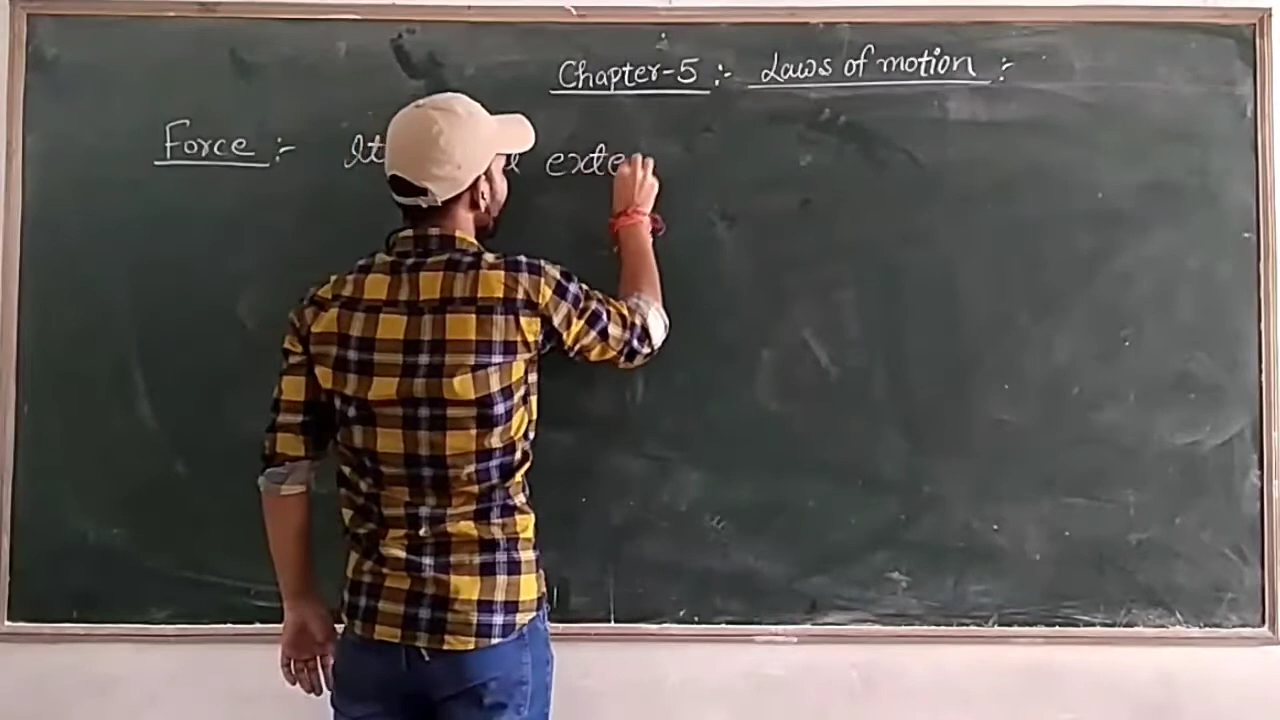 Chapter-5 :- Laws of motion :-
Force :- It exte